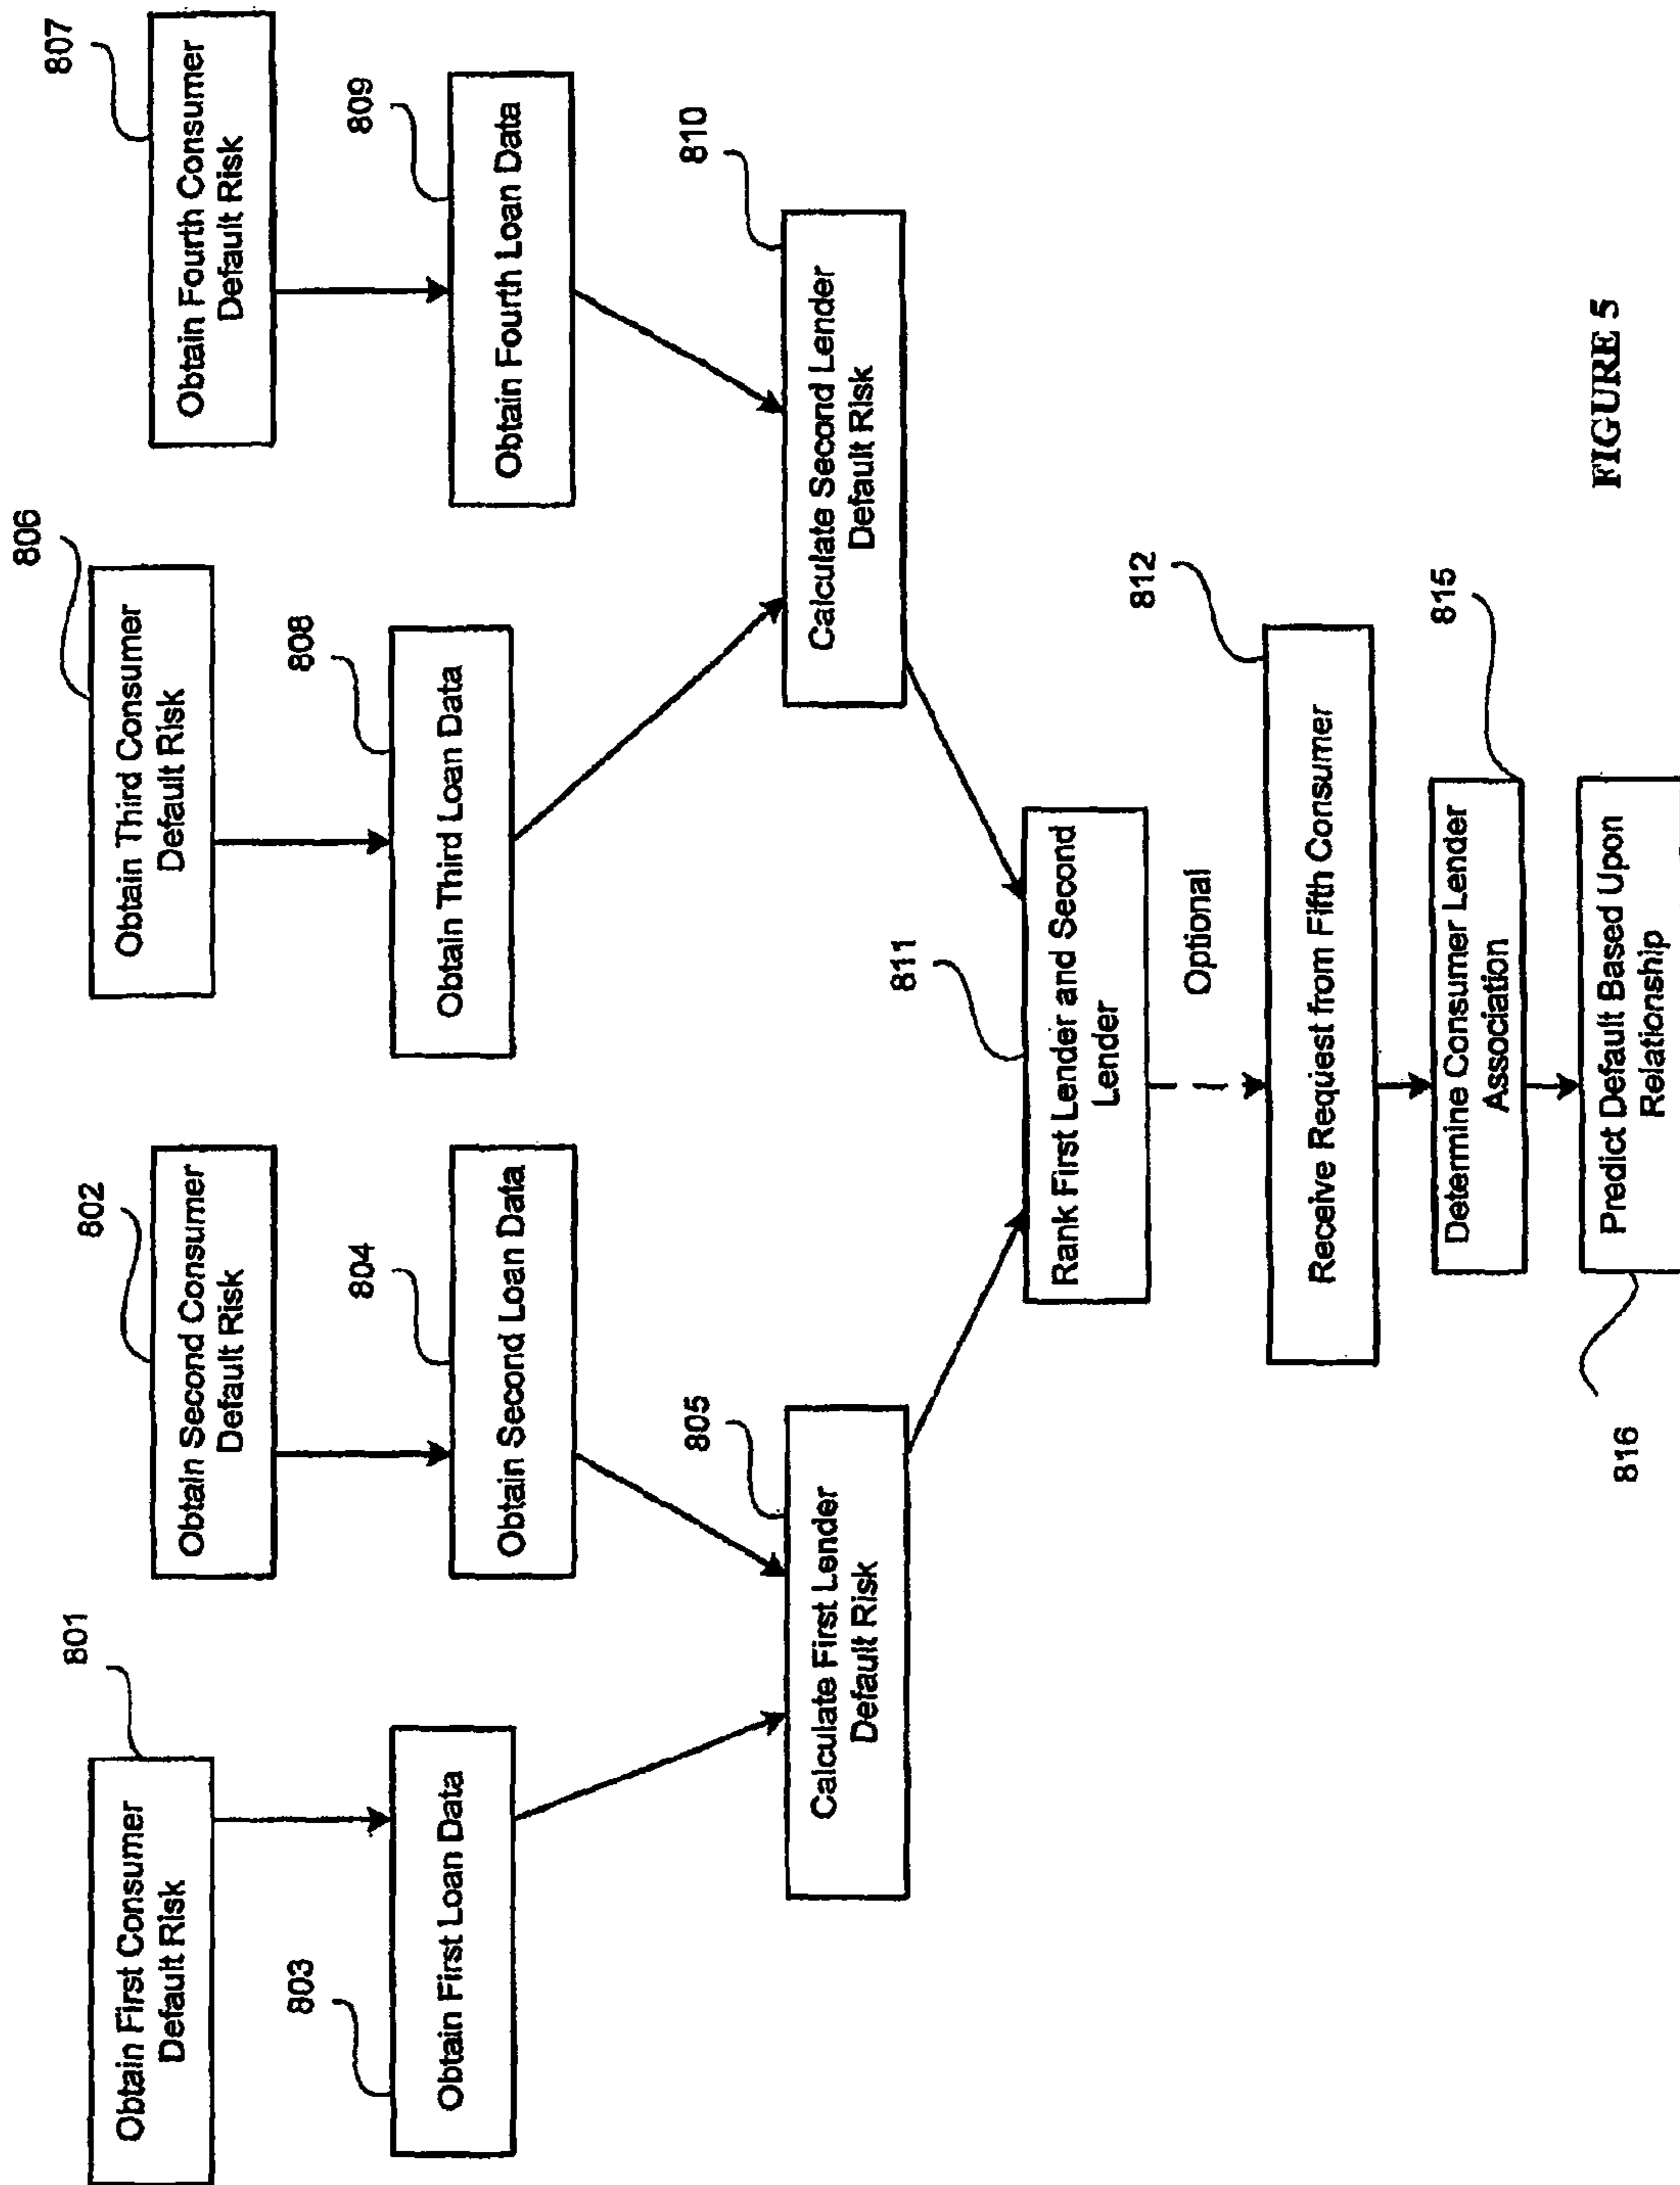 801
Obtain First Consumer
Default Risk
802
Obtain Second Consumer
Default Risk
806
Obtain Third Consumer
Default Risk
807
Obtain Fourth Consumer
Default Risk
803
Obtain First Loan Data
804
Obtain Second Loan Data
808
Obtain Third Loan Data
809
Obtain Fourth Loan Data
805
Calculate First Lender
Default Risk
810
Calculate Second Lender
Default Risk
811
Rank First Lender and Second
Lender
Optional
812
Receive Request from Fifth Consumer
815
Determine Consumer Lender
Association
816
Predict Default Based Upon
Relationship
FIGURE 5